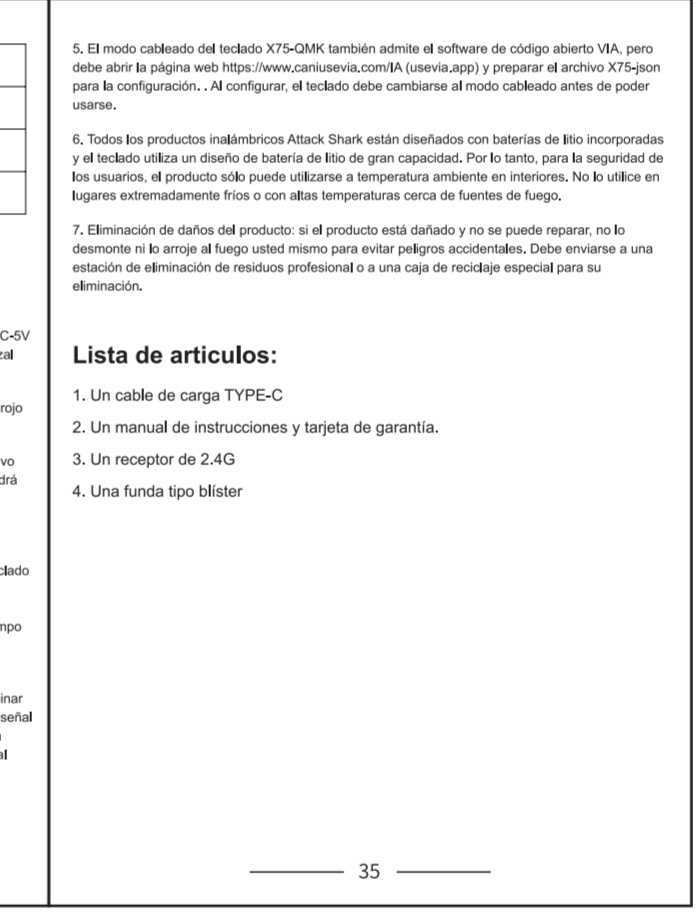 5. El modo cableado del teclado X75-QMK también admite el software de código abierto VIA, pero
debe abrir la página web https://www.caniusevia.com/IA (usevia.app) y preparar el archivo X75-json
para la configuración. . Al configurar, el teclado debe cambiarse al modo cableado antes de poder
usarse.
6. Todos los productos inalámbricos Attack Shark están diseñados con baterías de litio incorporadas
y el teclado utiliza un diseño de batería de litio de gran capacidad. Por lo tanto, para la seguridad de
los usuarios, el producto sólo puede utilizarse a temperatura ambiente en interiores. No lo utilice en
lugares extremadamente fríos o con altas temperaturas cerca de fuentes de fuego.
7. Eliminación de daños del producto: si el producto está dañado y no se puede reparar, no lo
desmonte ni lo arroje al fuego usted mismo para evitar peligros accidentales. Debe enviarse a una
estación de eliminación de residuos profesional o a una caja de reciclaje especial para su
eliminación.
C-5V
zal
rojo
vo
drá
clado
mpo
inar
señal
al
Lista de articulos:
1. Un cable de carga TYPE-C
2. Un manual de instrucciones y tarjeta de garantía.
3. Un receptor de 2.4G
4. Una funda tipo blíster
35